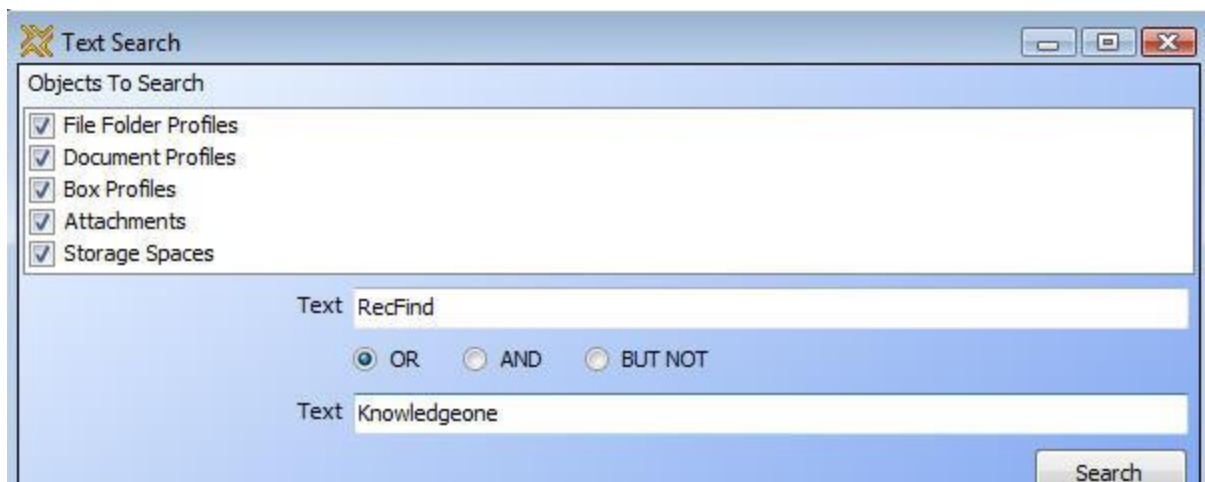 Text Search
Objects To Search
File Folder Profiles
Document Profiles
Box Profiles
Attachments
Storage Spaces
Text RecFind
OR AND BUT NOT
Text Knowledgeone
Search